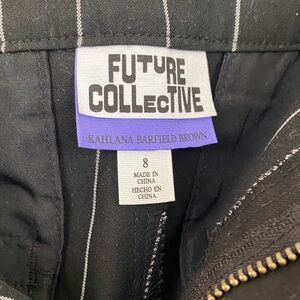 FUTURE
COLLECTIVE
KAHLANA BARFIELD BROWN
8
MADE IN
CHINA
HECHO EN
CHINA